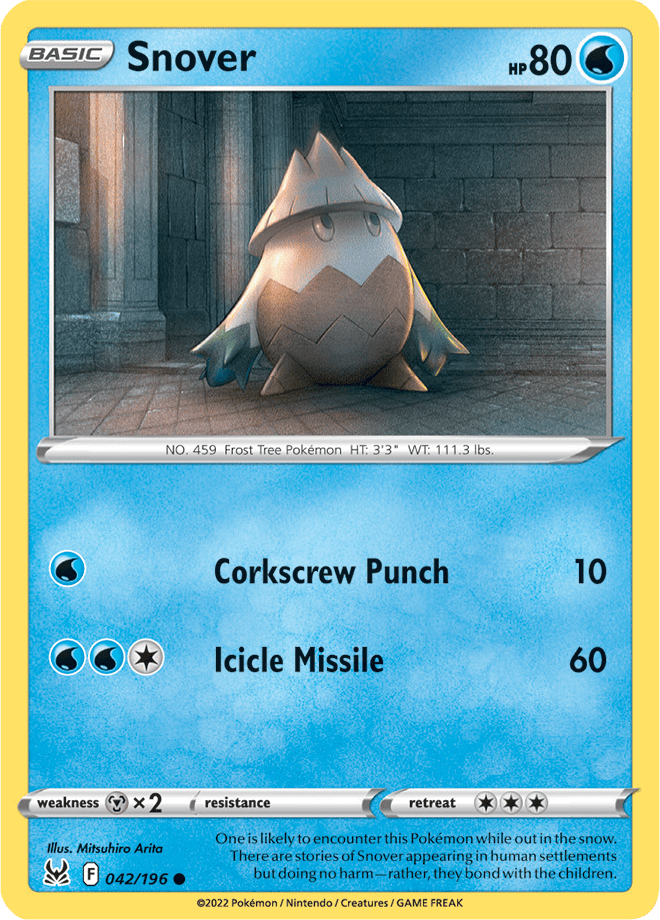 BASIC Snover HP 80
NO. 459 Frost Tree Pokémon HT: 3'3" WT: 111.3 lbs.
Corkscrew Punch 10
Icicle Missile 60
weakness ×2 resistance retreat
Illus. Mitsuhiro Arita
One is likely to encounter this Pokémon while out in the snow.
There are stories of Snover appearing in human settlements
but doing no harm—rather, they bond with the children.
F 042/196
©2022 Pokémon / Nintendo / Creatures / GAME FREAK